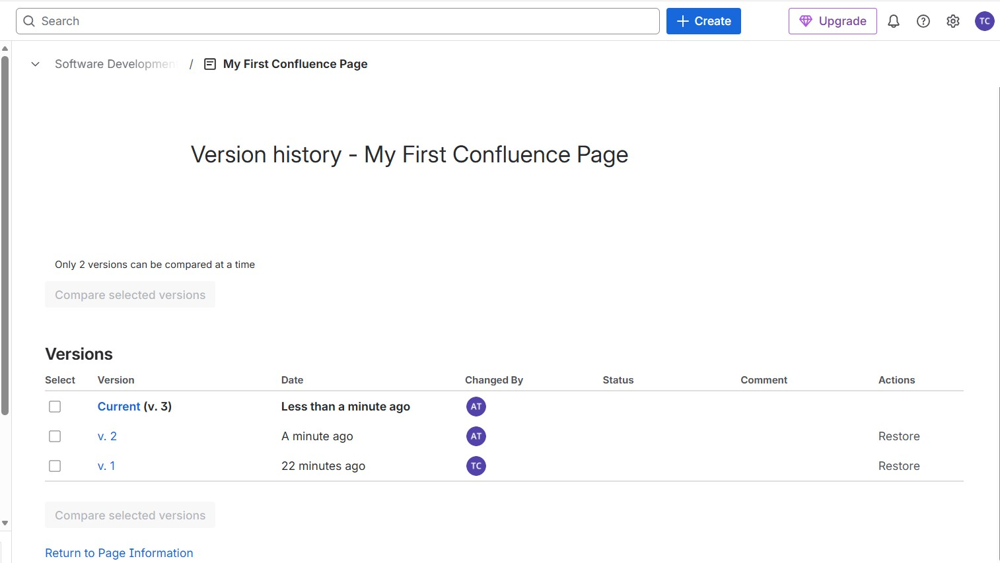 Search
Create
Upgrade
TC
Software Developmen / My First Confluence Page
Version history - My First Confluence Page
Only 2 versions can be compared at a time
Compare selected versions
Versions
Select Version Date Changed By Status Comment Actions
Current (v. 3) Less than a minute ago AT
v. 2 A minute ago AT Restore
v. 1 22 minutes ago TC Restore
Compare selected versions
Return to Page Information